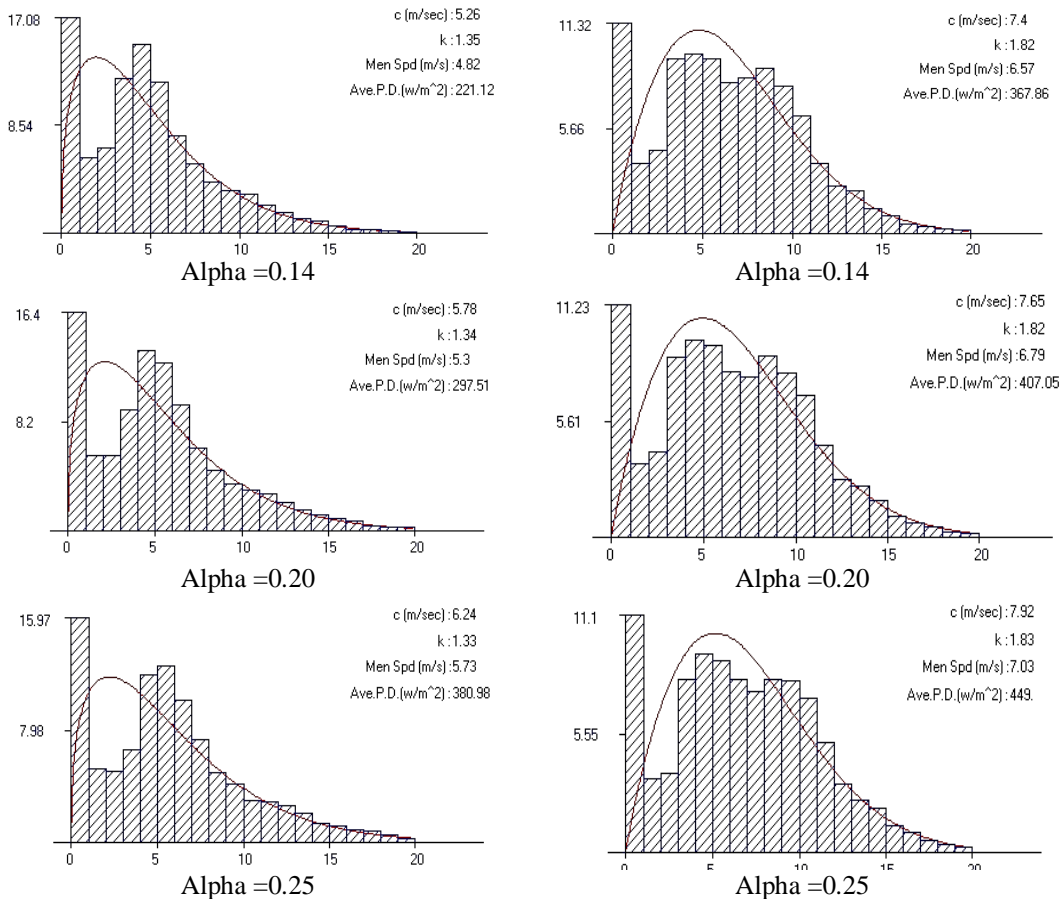 17.08
8.54
0 5 10 15 20
c (m/sec) :5.26
k :1.35
Men Spd (m/s) :4.82
Ave.P.D.(w/m^2) :221.12
Alpha =0.14
11.32
5.66
0 5 10 15 20
c (m/sec) :7.4
k :1.82
Men Spd (m/s) :6.57
Ave.P.D.(w/m^2) :367.86
Alpha =0.14
16.4
8.2
0 5 10 15 20
c (m/sec) :5.78
k :1.34
Men Spd (m/s) :5.3
Ave.P.D.(w/m^2) :297.51
Alpha =0.20
11.23
5.61
0 5 10 15 20
c (m/sec) :7.65
k :1.82
Men Spd (m/s) :6.79
Ave.P.D.(w/m^2) :407.05
Alpha =0.20
15.97
7.98
0 5 10 15 20
c (m/sec) :6.24
k :1.33
Men Spd (m/s) :5.73
Ave.P.D.(w/m^2) :380.98
Alpha =0.25
11.1
5.55
0 5 10 15 20
c (m/sec) :7.92
k :1.83
Men Spd (m/s) :7.03
Ave.P.D.(w/m^2) :449.
Alpha =0.25